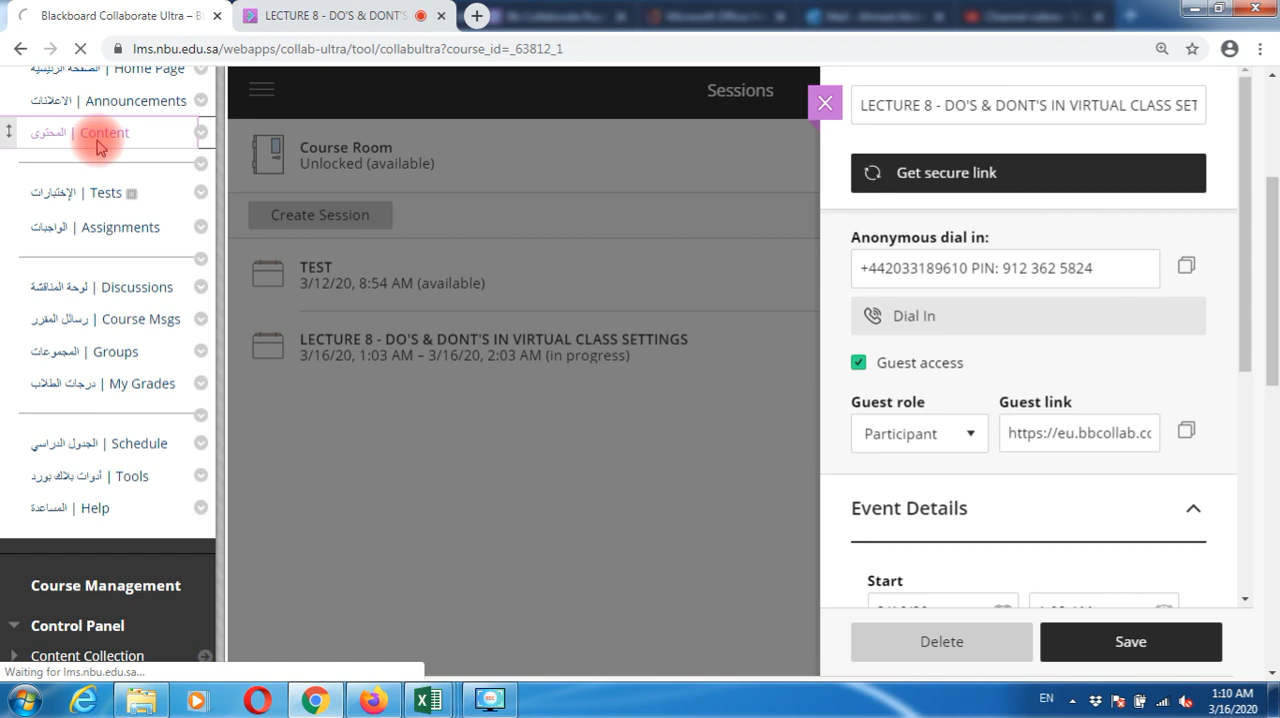 Blackboard Collaborate Ultra – B
LECTURE 8 - DO'S & DONT'S
lms.nbu.edu.sa/webapps/collab-ultra/tool/collabultra?course_id=_63812_1
الصفحة الرئيسية | Home Page
الاعلانات | Announcements
المحتوى | Content
الإختبارات | Tests
الواجبات | Assignments
لوحة المناقشة | Discussions
رسائل المقرر | Course Msgs
المجموعات | Groups
درجات الطلاب | My Grades
الجدول الدراسي | Schedule
أدوات بلاك بورد | Tools
المساعدة | Help
Course Management
Control Panel
Content Collection
Waiting for lms.nbu.edu.sa...
Sessions
Course Room
Unlocked (available)
Create Session
TEST
3/12/20, 8:54 AM (available)
LECTURE 8 - DO'S & DONT'S IN VIRTUAL CLASS SETTINGS
3/16/20, 1:03 AM – 3/16/20, 2:03 AM (in progress)
LECTURE 8 - DO'S & DONT'S IN VIRTUAL CLASS SET
Get secure link
Anonymous dial in:
+442033189610 PIN: 912 362 5824
Dial In
Guest access
Guest role
Guest link
Participant
https://eu.bbcollab.cc
Event Details
Start
Delete
Save
EN
1:10 AM
3/16/2020